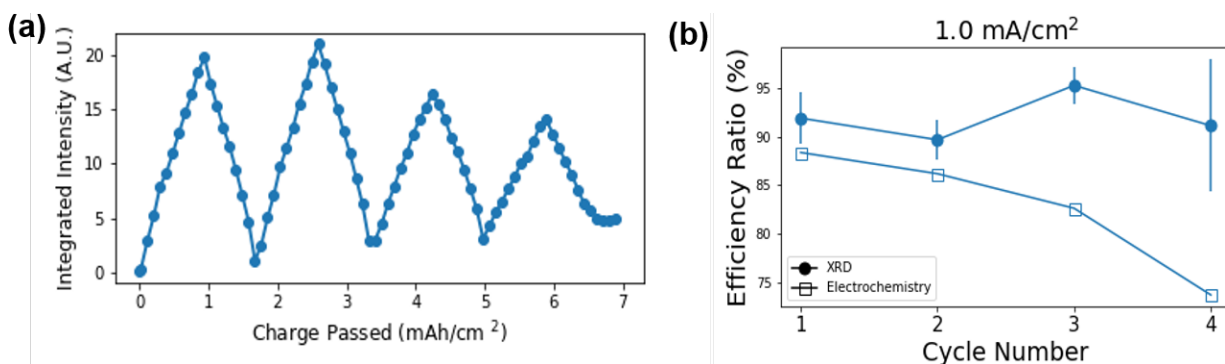 (a)
Integrated Intensity (A.U.)
20
15
10
5
0
0 1 2 3 4 5 6 7
Charge Passed (mAh/cm ²)
(b)
1.0 mA/cm²
Efficiency Ratio (%)
95
90
85
80
75
XRD
Electrochemistry
1 2 3 4
Cycle Number